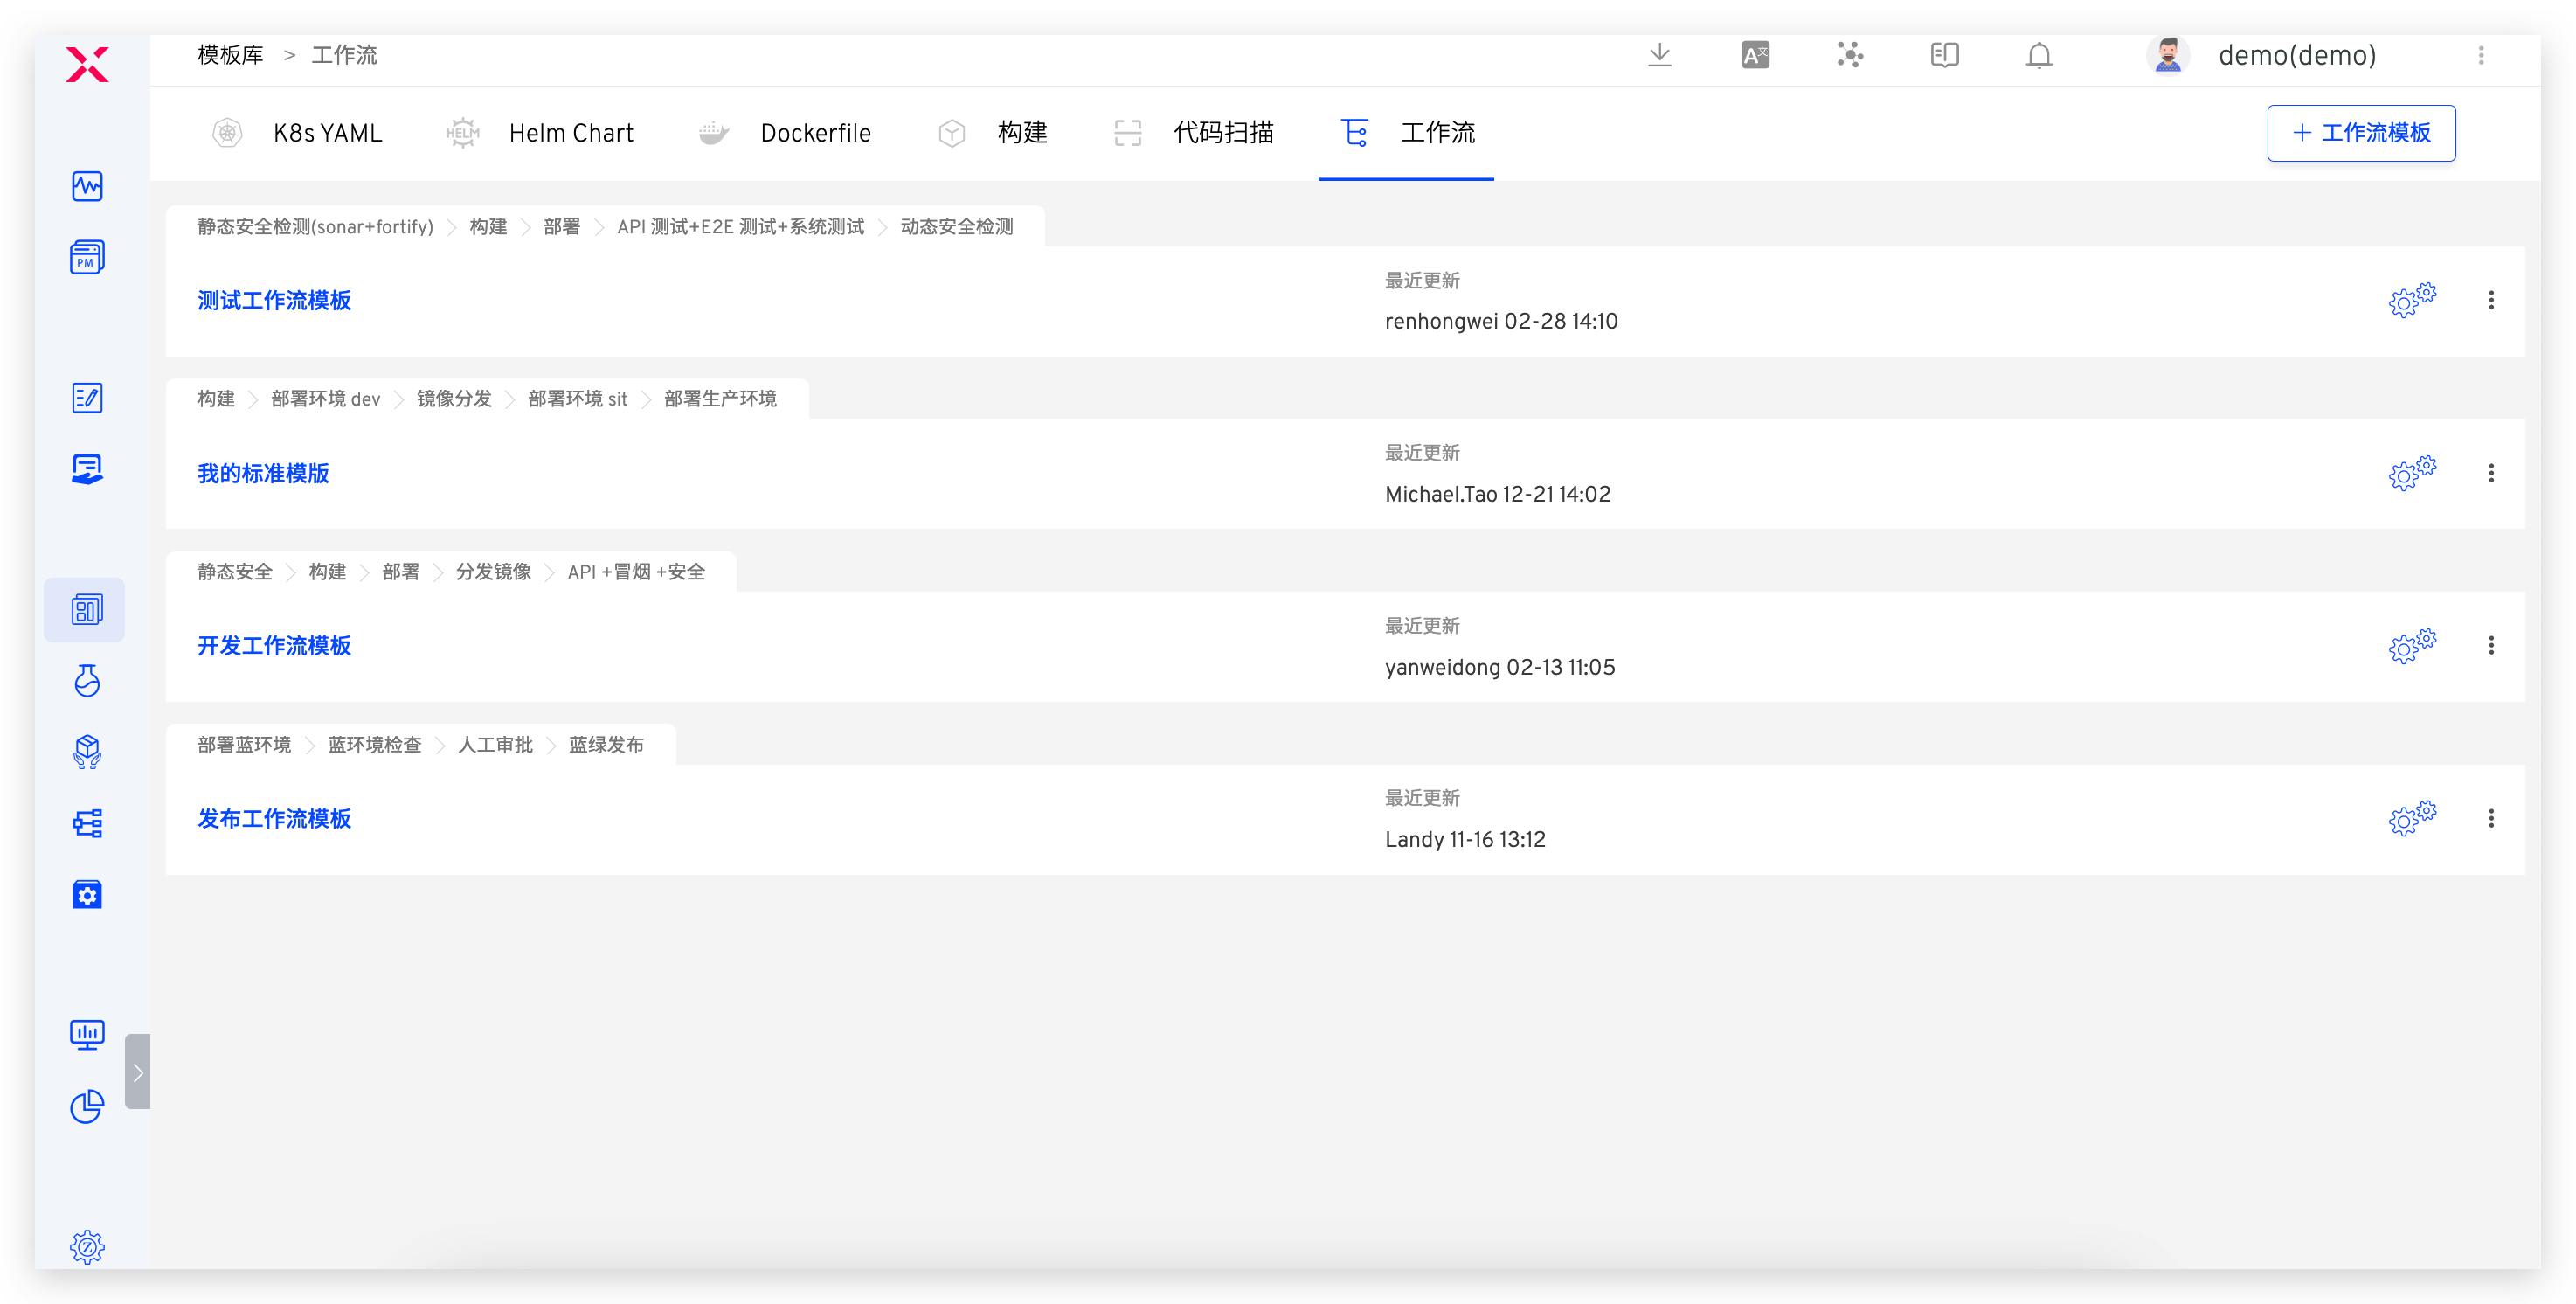 模板库 > 工作流
demo(demo)
K8s YAML Helm Chart Dockerfile 构建 代码扫描 工作流 + 工作流模板
静态安全检测(sonar+fortify) 构建 部署 API 测试+E2E 测试+系统测试 动态安全检测
测试工作流模板
最近更新
renhongwei 02-28 14:10
构建 部署环境 dev 镜像分发 部署环境 sit 部署生产环境
我的标准模版
最近更新
Michael.Tao 12-21 14:02
静态安全 构建 部署 分发镜像 API +冒烟 +安全
开发工作流模板
最近更新
yanweidong 02-13 11:05
部署蓝环境 蓝环境检查 人工审批 蓝绿发布
发布工作流模板
最近更新
Landy 11-16 13:12
PM
HELM
A文
Z